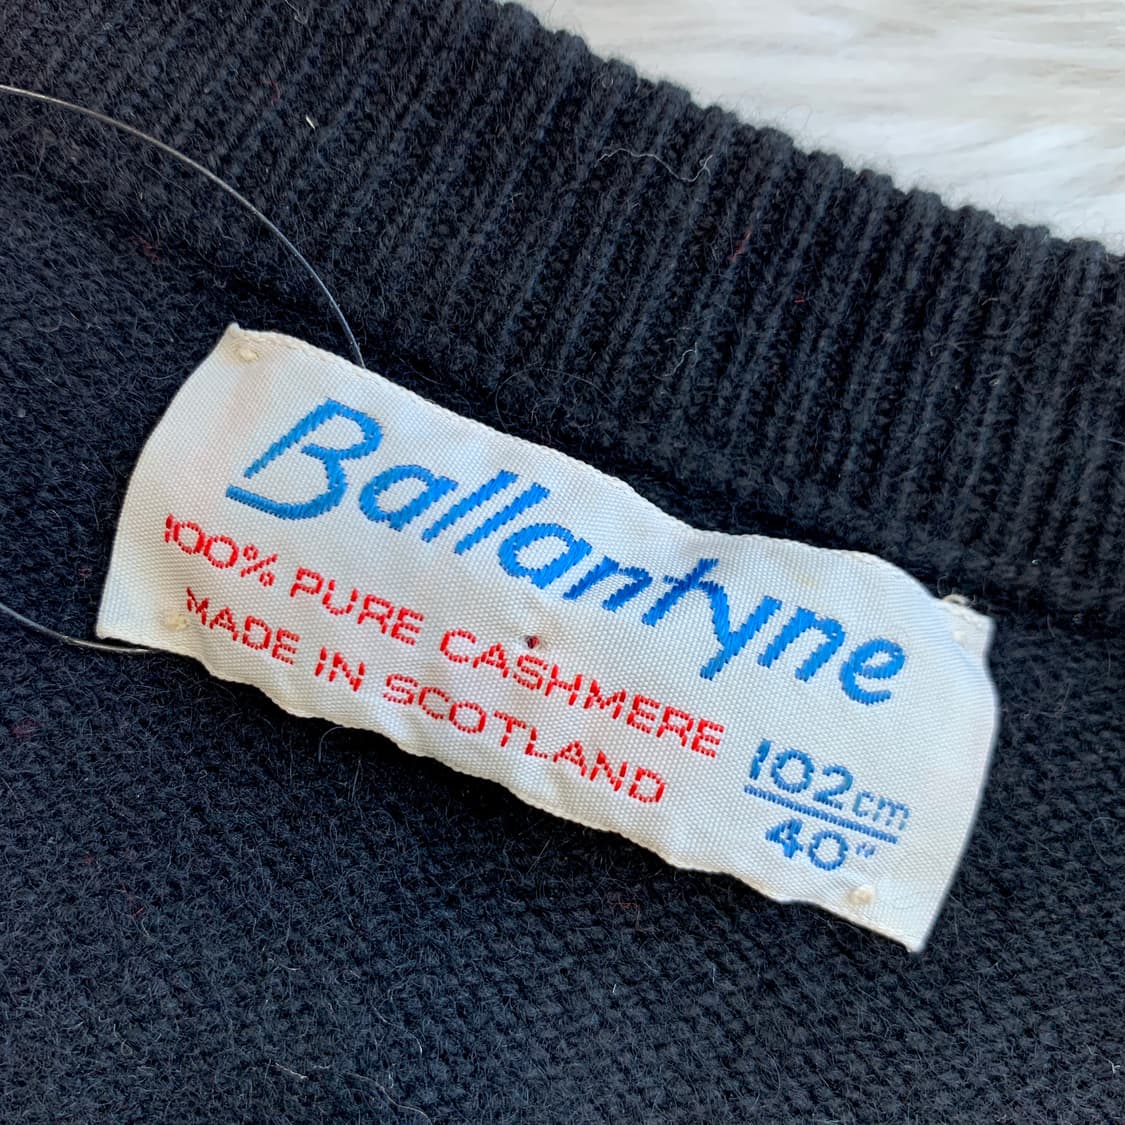 Ballantyne
100% PURE CASHMERE
MADE IN SCOTLAND
102cm
40"